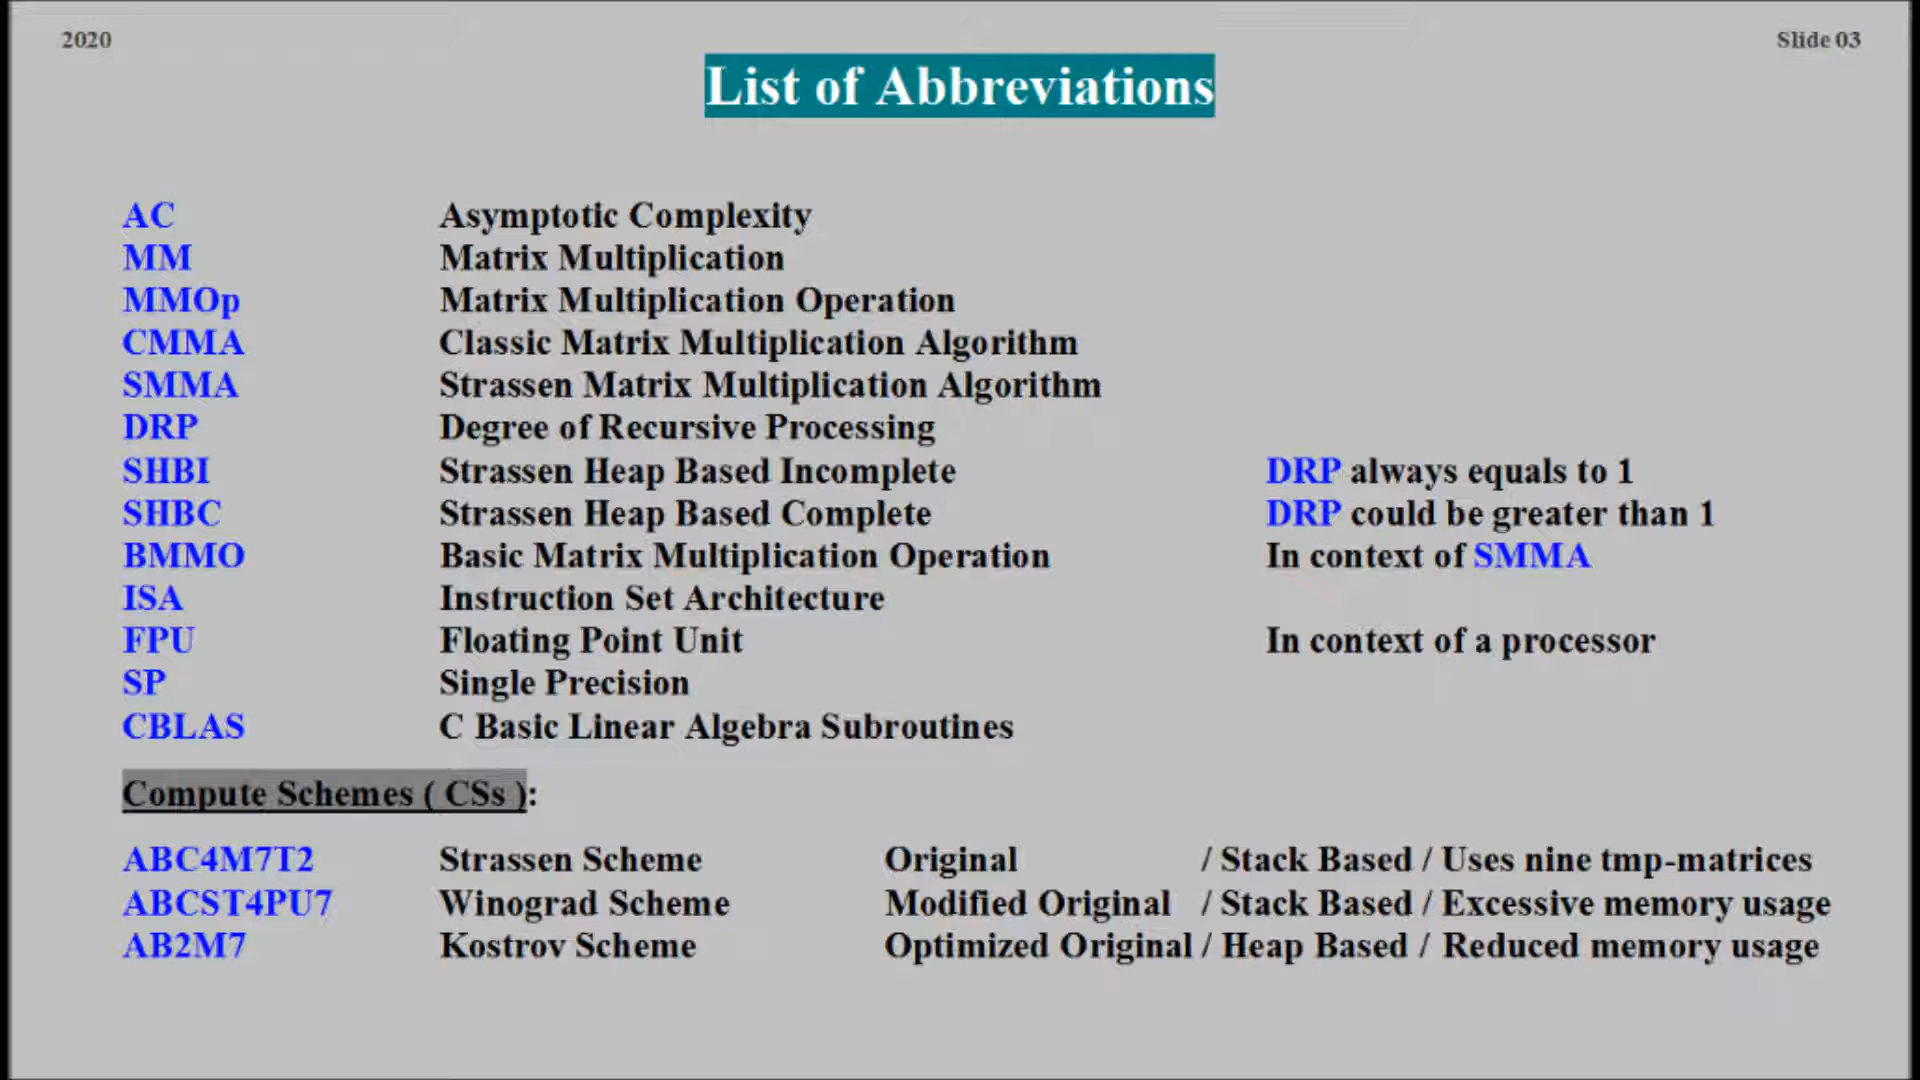 2020 Slide 03
List of Abbreviations
AC Asymptotic Complexity
MM Matrix Multiplication
MMOp Matrix Multiplication Operation
CMMA Classic Matrix Multiplication Algorithm
SMMA Strassen Matrix Multiplication Algorithm
DRP Degree of Recursive Processing
SHBI Strassen Heap Based Incomplete DRP always equals to 1
SHBC Strassen Heap Based Complete DRP could be greater than 1
BMMO Basic Matrix Multiplication Operation In context of SMMA
ISA Instruction Set Architecture
FPU Floating Point Unit In context of a processor
SP Single Precision
CBLAS C Basic Linear Algebra Subroutines
Compute Schemes ( CSs ):
ABC4M7T2 Strassen Scheme Original / Stack Based / Uses nine tmp-matrices
ABCST4PU7 Winograd Scheme Modified Original / Stack Based / Excessive memory usage
AB2M7 Kostrov Scheme Optimized Original / Heap Based / Reduced memory usage